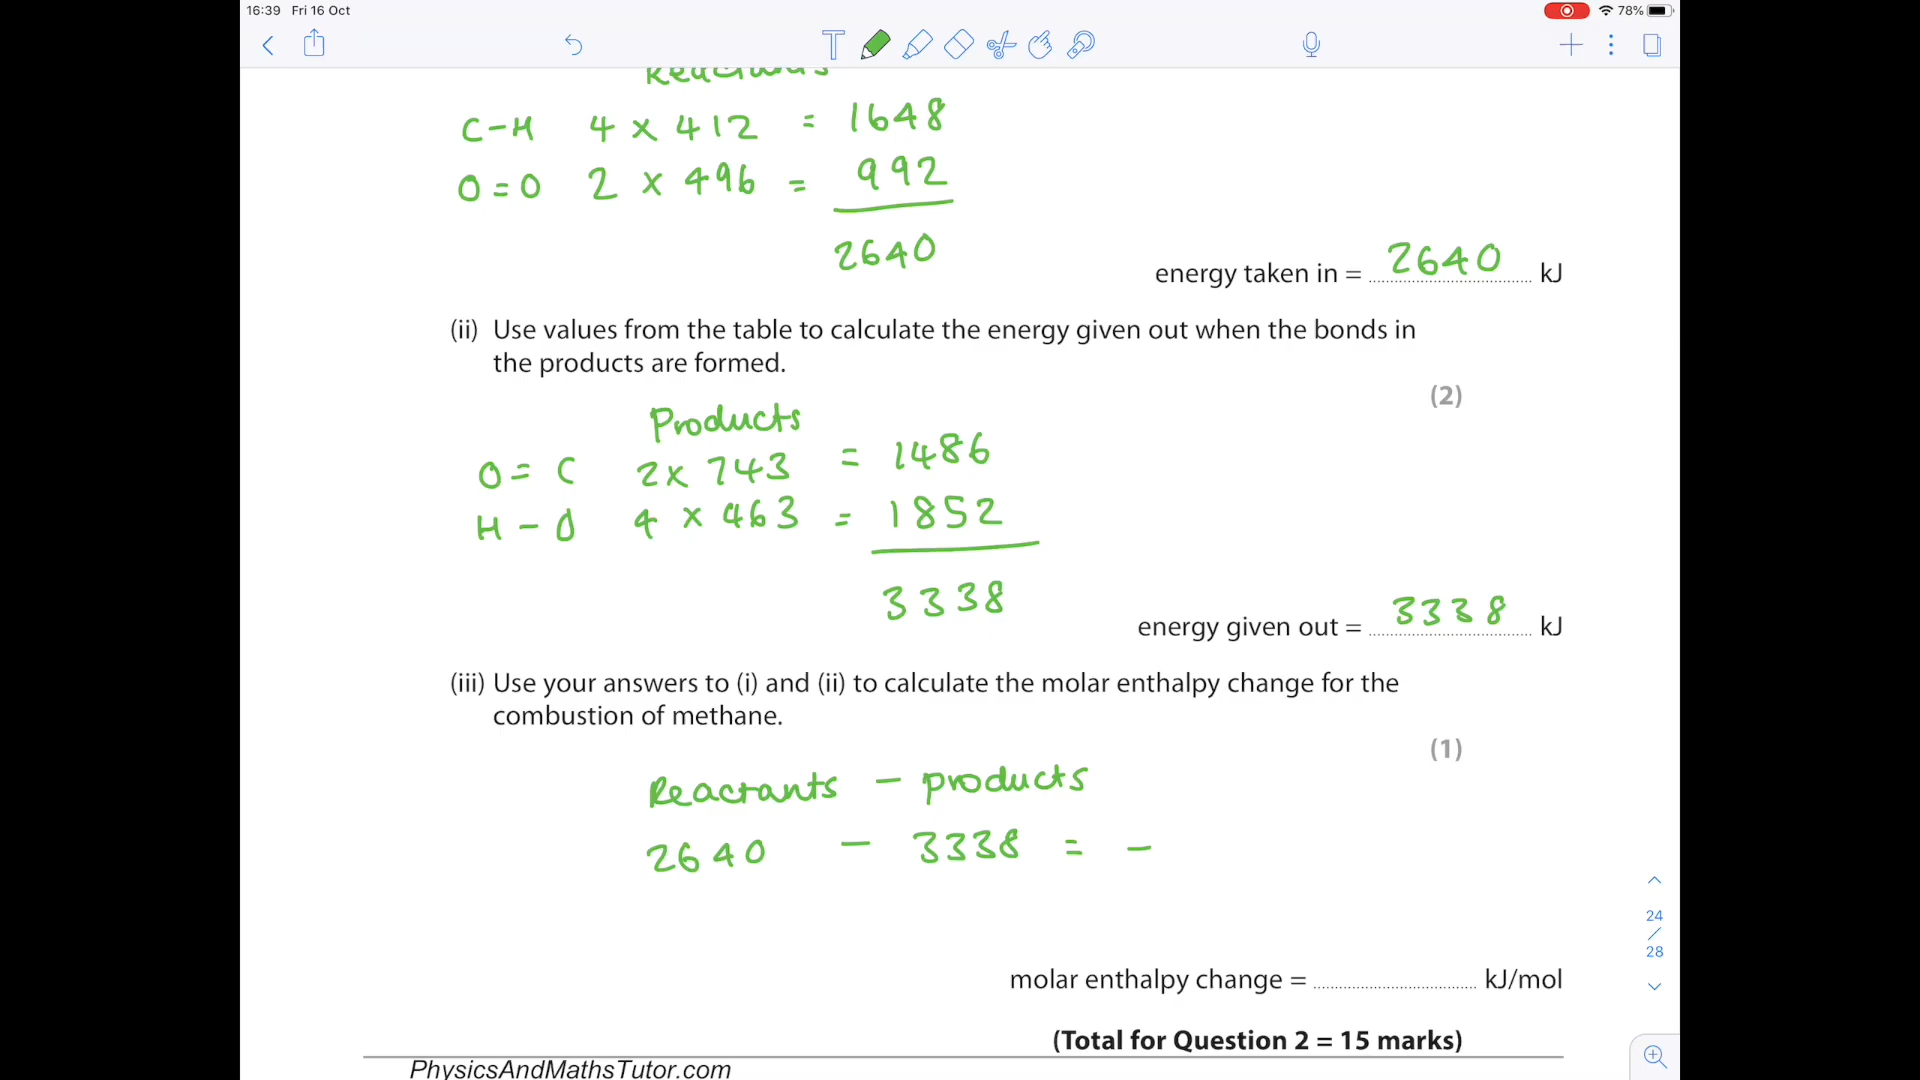 16:39 Fri 16 Oct
78%
Reactants
C-H 4 x 412 = 1648
O=O 2 x 496 = 992
2640
energy taken in = 2640 kJ
(ii) Use values from the table to calculate the energy given out when the bonds in
the products are formed.
(2)
Products
O=C 2x 743 = 1486
H-O 4 x 463 = 1852
3338
energy given out = 3338 kJ
(iii) Use your answers to (i) and (ii) to calculate the molar enthalpy change for the
combustion of methane.
(1)
Reactants - products
2640 - 3338 = -
24
/
28
molar enthalpy change = ........ kJ/mol
(Total for Question 2 = 15 marks)
PhysicsAndMathsTutor.com